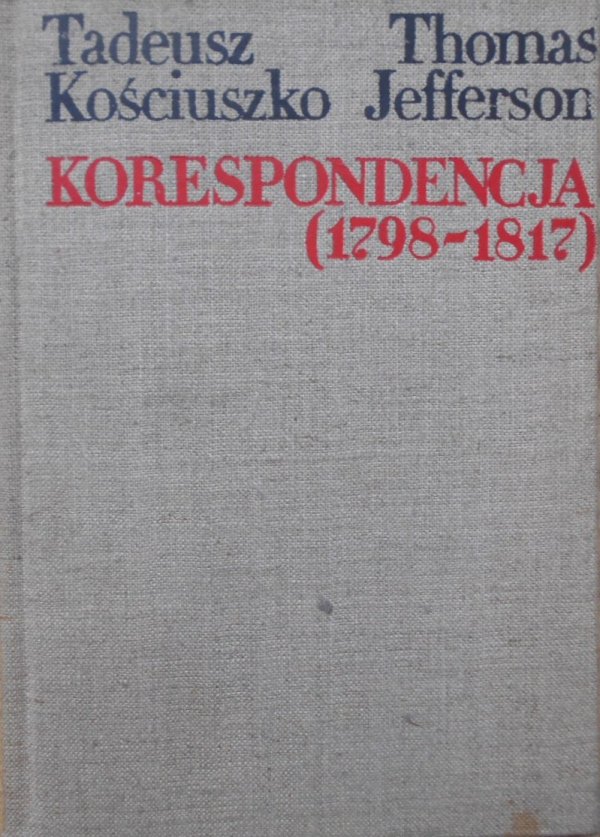 Tadeusz Thomas
Kościuszko Jefferson
KORESPONDENCJA
(1798-1817)